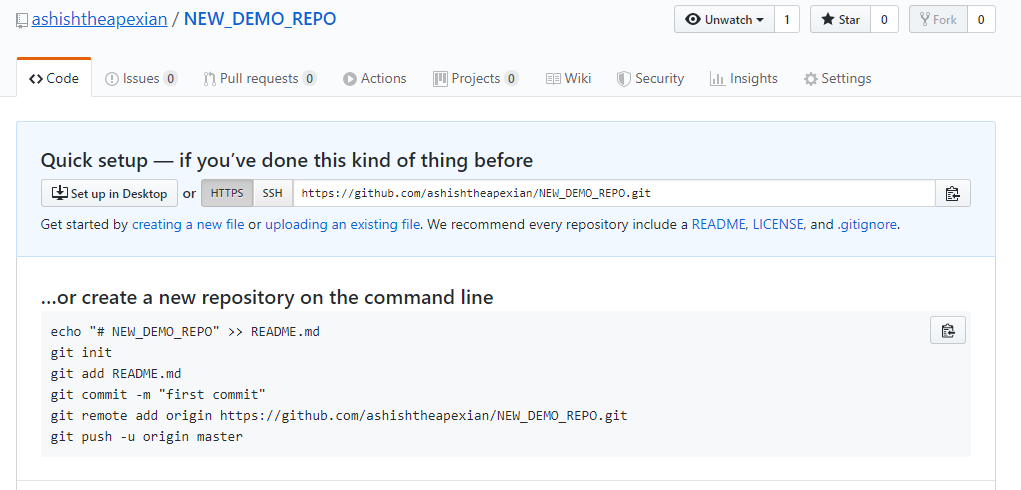 ashishtheapexian / NEW_DEMO_REPO
Unwatch 1 Star 0 Fork 0
Code Issues 0 Pull requests 0 Actions Projects 0 Wiki Security Insights Settings
Quick setup — if you’ve done this kind of thing before
Set up in Desktop or HTTPS SSH https://github.com/ashishtheapexian/NEW_DEMO_REPO.git
Get started by creating a new file or uploading an existing file. We recommend every repository include a README, LICENSE, and .gitignore.
…or create a new repository on the command line
echo "# NEW_DEMO_REPO" >> README.md
git init
git add README.md
git commit -m "first commit"
git remote add origin https://github.com/ashishtheapexian/NEW_DEMO_REPO.git
git push -u origin master